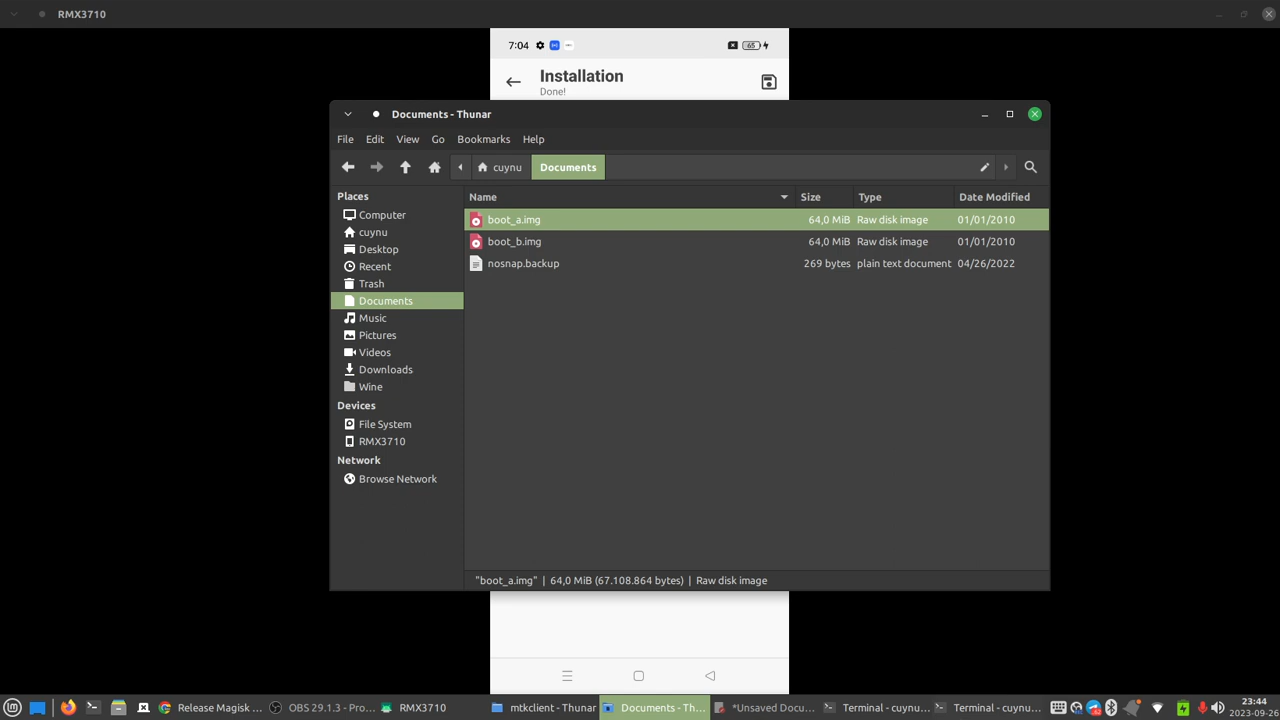 RMX3710
7:04
65
Installation
Done!
Documents - Thunar
File Edit View Go Bookmarks Help
cuynu Documents
Places
Computer
cuynu
Desktop
Recent
Trash
Documents
Music
Pictures
Videos
Downloads
Wine
Devices
File System
RMX3710
Network
Browse Network
Name Size Type Date Modified
boot_a.img 64,0 MiB Raw disk image 01/01/2010
boot_b.img 64,0 MiB Raw disk image 01/01/2010
nosnap.backup 269 bytes plain text document 04/26/2022
"boot_a.img" | 64,0 MiB (67.108.864 bytes) | Raw disk image
Release Magisk ... OBS 29.1.3 - Pro... RMX3710 mtkclient - Thunar Documents - Th... *Unsaved Docu... Terminal - cuynu... Terminal - cuynu...
23:44
2023-09-26